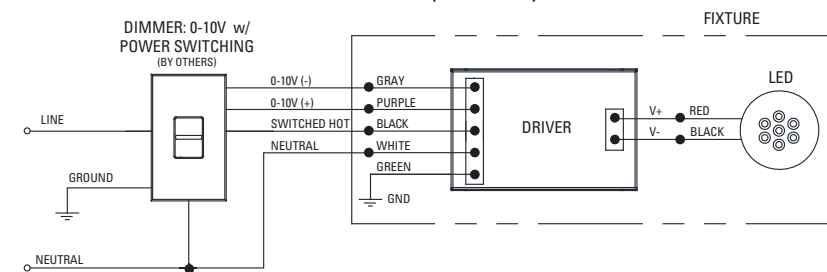 FIXTURE
DIMMER: 0-10V w/
POWER SWITCHING
(BY OTHERS)
LED
0-10V (-)
GRAY
0-10V (+)
PURPLE
LINE
SWITCHED HOT
BLACK
DRIVER
V+
RED
V-
BLACK
NEUTRAL
WHITE
GREEN
GROUND
GND
NEUTRAL